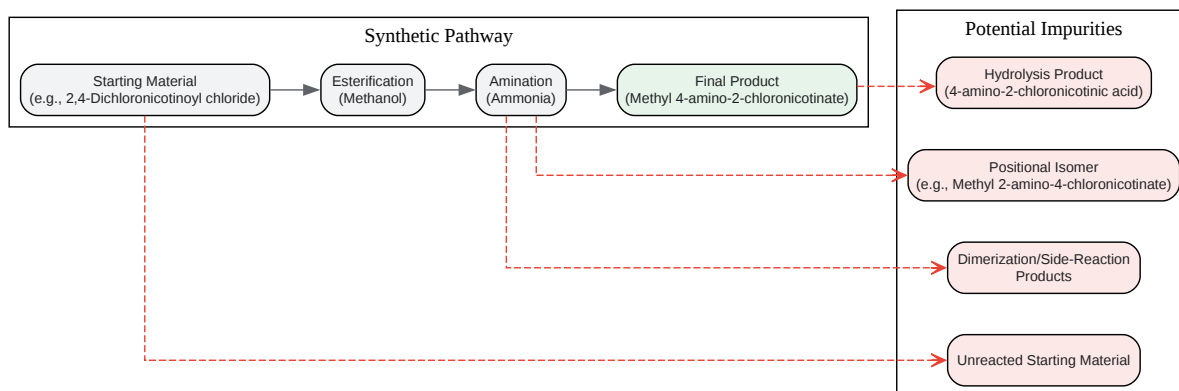 Synthetic Pathway
Starting Material
(e.g., 2,4-Dichloronicotinoyl chloride)
Esterification
(Methanol)
Amination
(Ammonia)
Final Product
(Methyl 4-amino-2-chloronicotinate)
Potential Impurities
Hydrolysis Product
(4-amino-2-chloronicotinic acid)
Positional Isomer
(e.g., Methyl 2-amino-4-chloronicotinate)
Dimerization/Side-Reaction
Products
Unreacted Starting Material